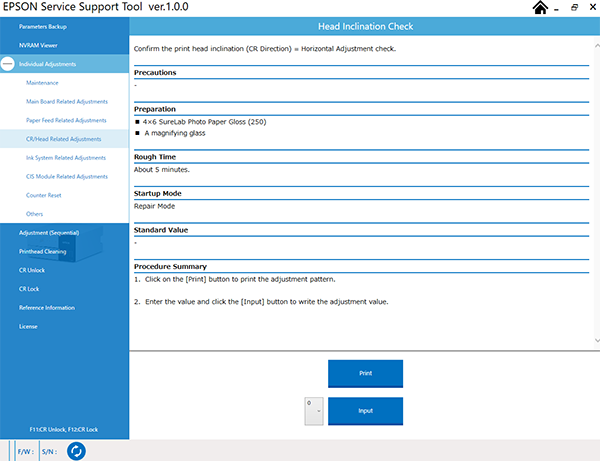 EPSON Service Support Tool ver.1.0.0
Parameters Backup
NVRAM Viewer
Individual Adjustments
Maintenance
Main Board Related Adjustments
Paper Feed Related Adjustments
CR/Head Related Adjustments
Ink System Related Adjustments
CIS Module Related Adjustments
Counter Reset
Others
Adjustment (Sequential)
Printhead Cleaning
CR Unlock
CR Lock
Reference Information
License
F11:CR Unlock, F12:CR Lock
F/W :
S/N :
Head Inclination Check
Confirm the print head inclination (CR Direction) = Horizontal Adjustment check.
Precautions
-
Preparation
■ 4×6 SureLab Photo Paper Gloss (250)
■ A magnifying glass
Rough Time
About 5 minutes.
Startup Mode
Repair Mode
Standard Value
-
Procedure Summary
1. Click on the [Print] button to print the adjustment pattern.
2. Enter the value and click the [Input] button to write the adjustment value.
Print
0
Input